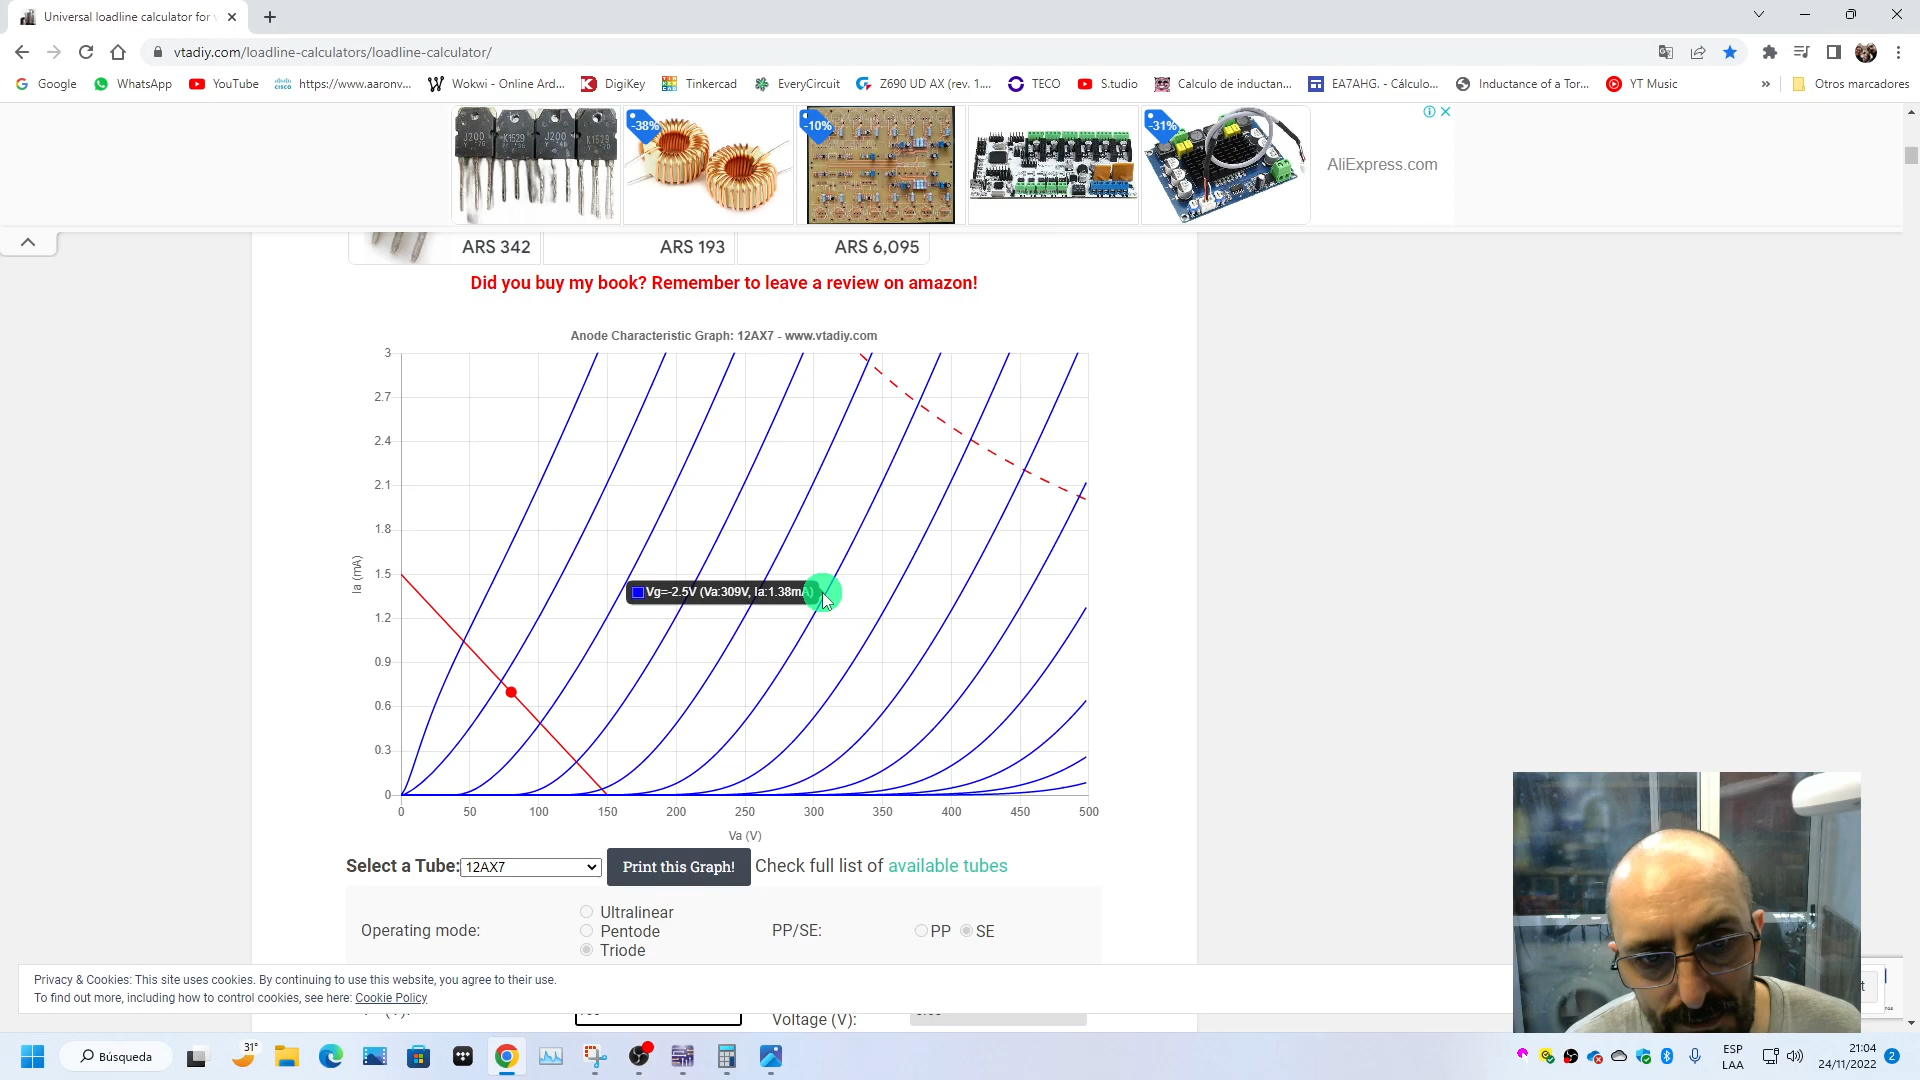 Universal loadline calculator for v
vtadiy.com/loadline-calculators/loadline-calculator/
Google WhatsApp YouTube https://www.aaronv... Wokwi - Online Ard... DigiKey Tinkercad EveryCircuit Z690 UD AX (rev. 1.... TECO S.tudio Calculo de inductan... EA7AHG. - Cálculo... Inductance of a Tor... YT Music » Otros marcadores
-38% -10% -31%
AliExpress.com
ARS 342 ARS 193 ARS 6,095
Did you buy my book? Remember to leave a review on amazon!
Anode Characteristic Graph: 12AX7 - www.vtadiy.com
3
2.7
2.4
2.1
1.8
1.5
1.2
0.9
0.6
0.3
0
Ia (mA)
Vg=-2.5V (Va:309V, Ia:1.38mA)
0 50 100 150 200 250 300 350 400 450 500
Va (V)
Select a Tube: 12AX7 Print this Graph! Check full list of available tubes
Operating mode: Ultralinear Pentode Triode PP/SE: PP SE
Privacy & Cookies: This site uses cookies. By continuing to use this website, you agree to their use.
To find out more, including how to control cookies, see here: Cookie Policy
Voltage (V):
Búsqueda
31°
ESP
LAA
21:04
24/11/2022
2